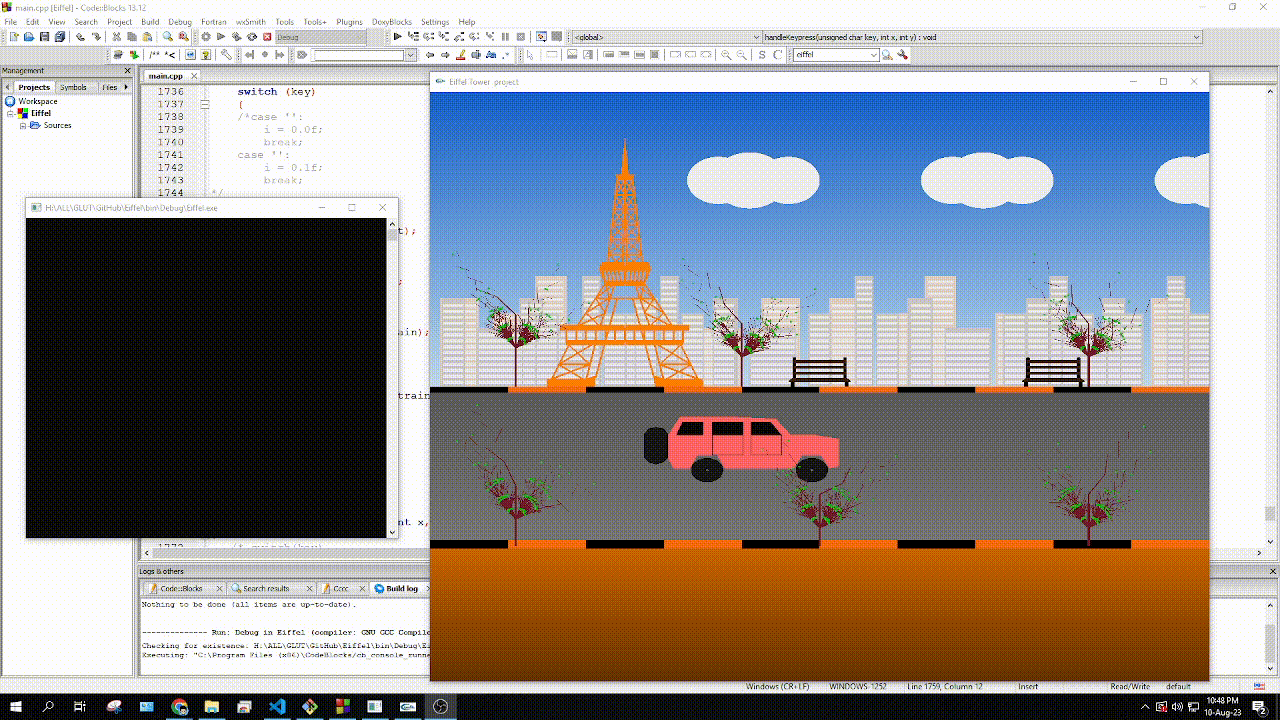 main.cpp [Eiffel] - Code::Blocks 13.12
File Edit View Search Project Build Debug Fortran wxSmith Tools Tools+ Plugins DoxyBlocks Settings Help
Debug
<global>
handleKeypress(unsigned char key, int x, int y) : void
/** *<
eiffel
Management
Projects Symbols Files
Workspace
Eiffel
Sources
main.cpp
1736 switch (key)
1737 {
1738 /*case '':
1739 i = 0.0f;
1740 break;
1741 case '':
1742 i = 0.1f;
1743 break;
1744 */
H:\ALL\GLUT\GitHub\Eiffel\bin\Debug\Eiffel.exe
Eiffel Tower project
t);
;
ain);
train
nt x,
Logs & others
Code::Blocks Search results Cccc Build log
Nothing to be done (all items are up-to-date).
-------------- Run: Debug in Eiffel (compiler: GNU GCC Compile
Checking for existence: H:\ALL\GLUT\GitHub\Eiffel\bin\Debug\Ei
Executing: "C:\Program Files (x86)\CodeBlocks/cb_console_runne
Windows (CR+LF) WINDOWS-1252 Line 1759, Column 12 Insert Read/Write default
10:48 PM
10-Aug-23